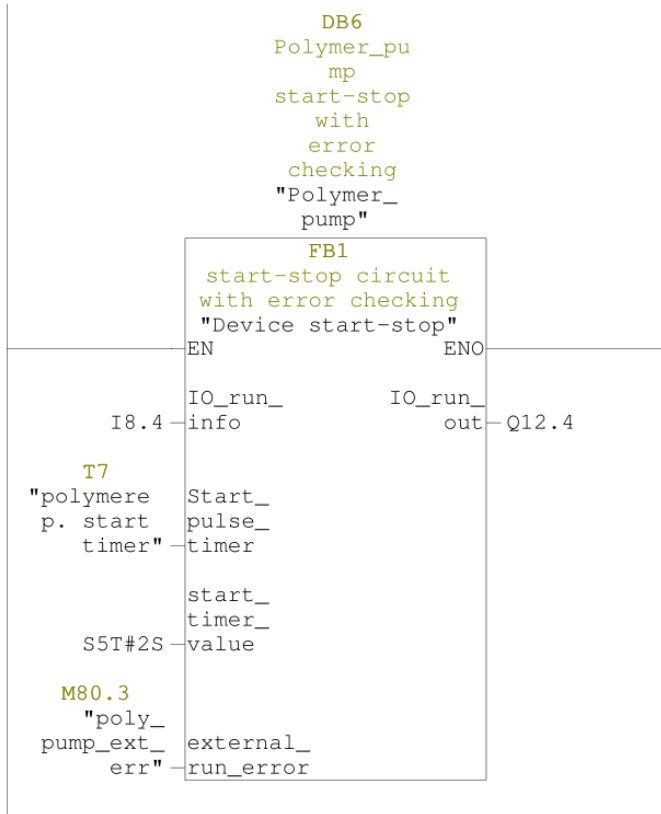 DB6
Polymer_pu
mp
start-stop
with
error
checking
"Polymer_
pump"
FB1
start-stop circuit
with error checking
"Device start-stop"
EN ENO
IO_run_ IO_run_
I8.4 info out Q12.4
T7
"polymere Start_
p. start pulse_
timer" timer
start_
timer_
S5T#2S value
M80.3
"poly_
pump_ext_ external_
err" run_error